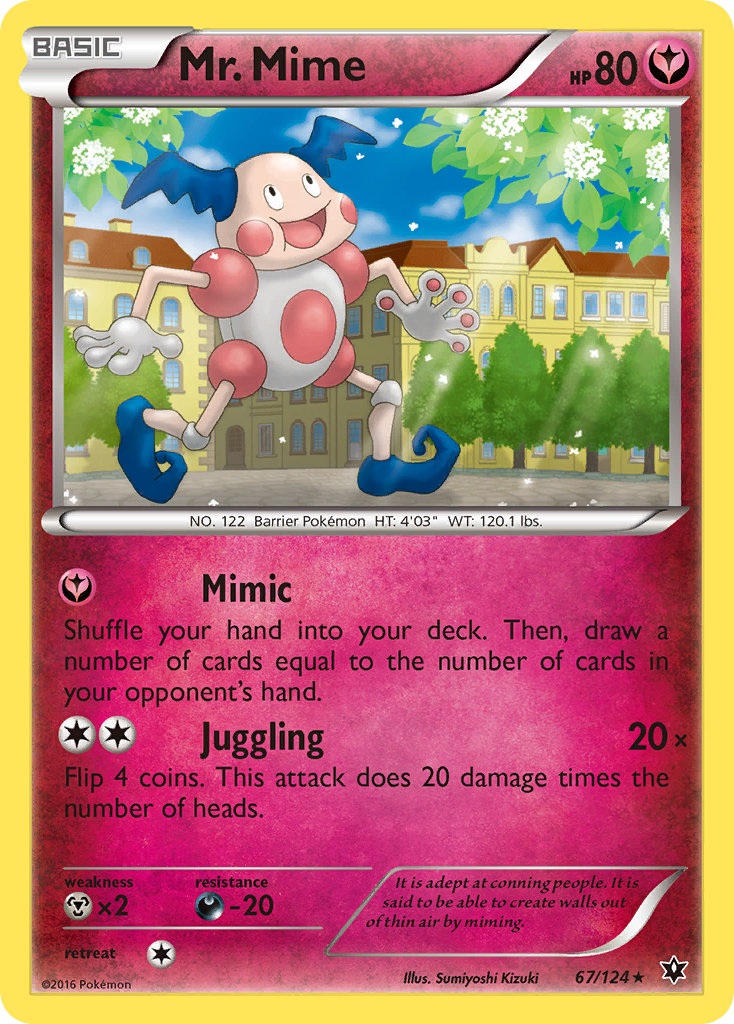 BASIC
Mr. Mime
HP 80
NO. 122 Barrier Pokémon HT: 4'03" WT: 120.1 lbs.
Mimic
Shuffle your hand into your deck. Then, draw a
number of cards equal to the number of cards in
your opponent's hand.
Juggling 20×
Flip 4 coins. This attack does 20 damage times the
number of heads.
weakness
×2
resistance
-20
It is adept at conning people. It is
said to be able to create walls out
of thin air by miming.
retreat
©2016 Pokémon
Illus. Sumiyoshi Kizuki
67/124★